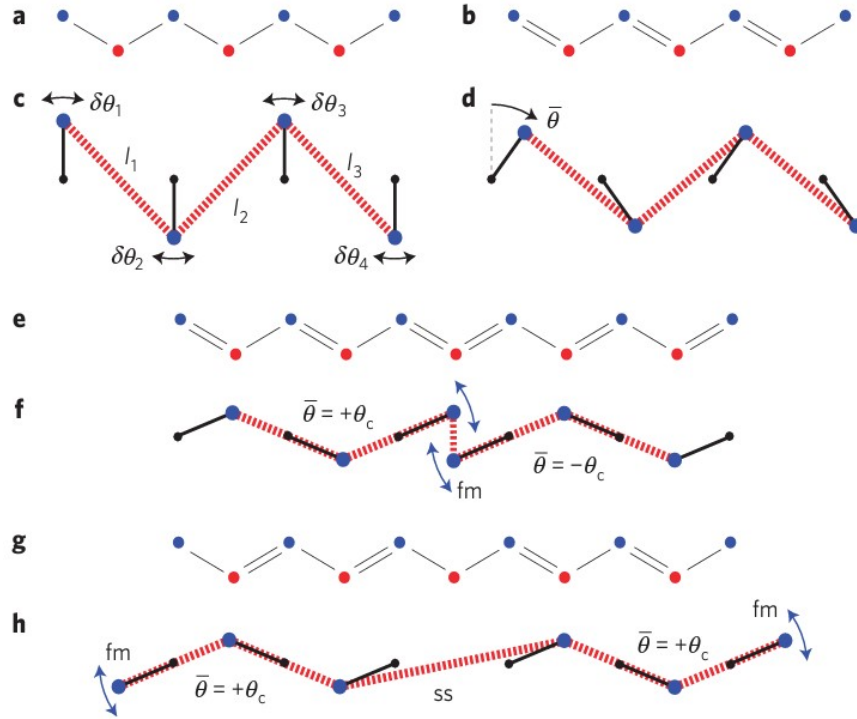 a
b
c
δθ1
δθ3
l1
l2
l3
δθ2
δθ4
d
θ̄
e
f
θ̄ = +θc
fm
θ̄ = −θc
g
h
fm
θ̄ = +θc
ss
θ̄ = +θc
fm